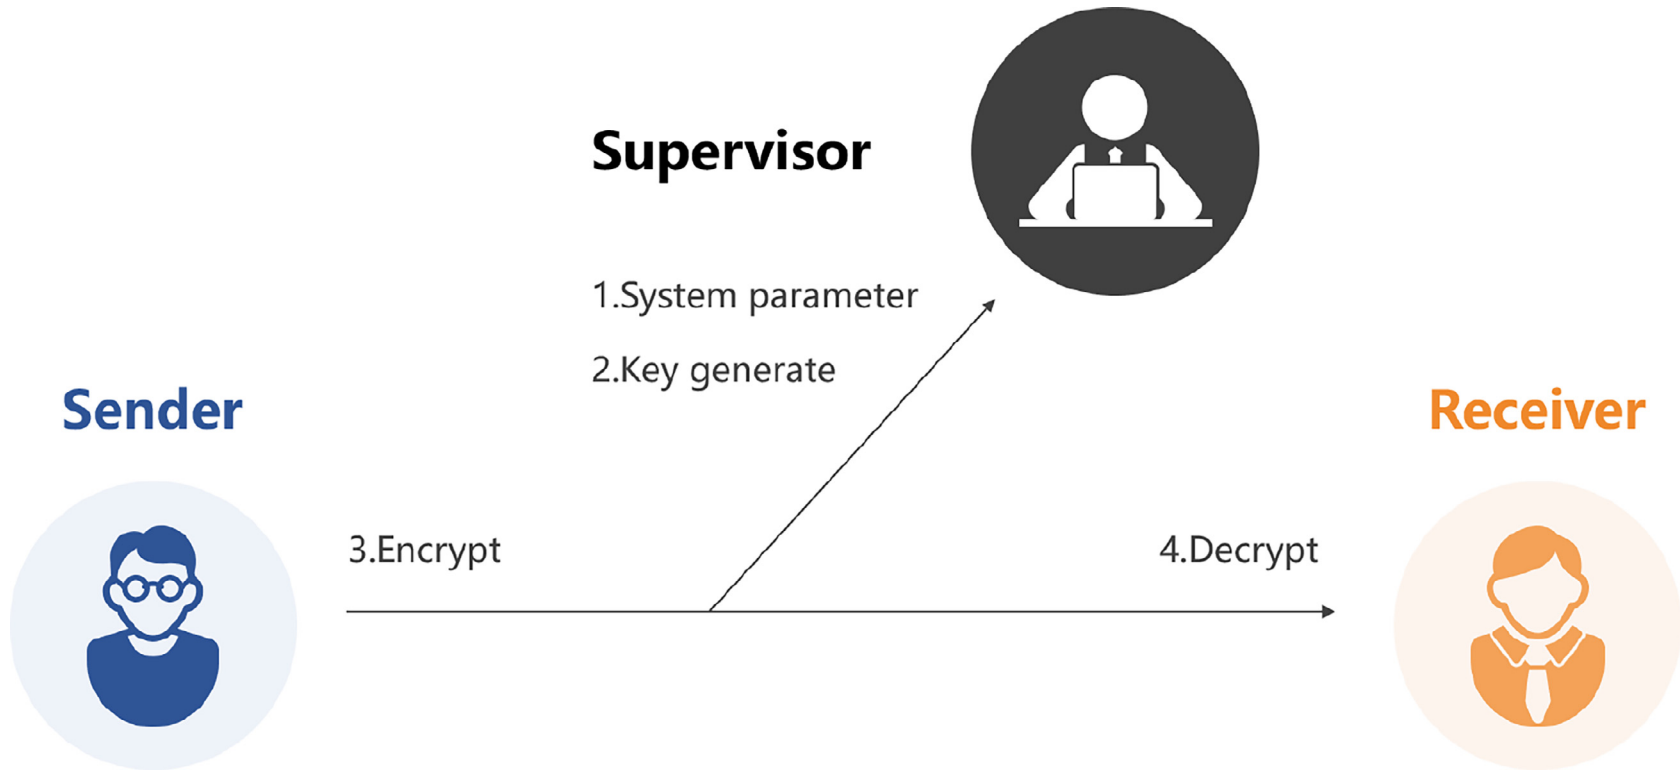 Supervisor
1.System parameter
2.Key generate
Sender
Receiver
3.Encrypt
4.Decrypt